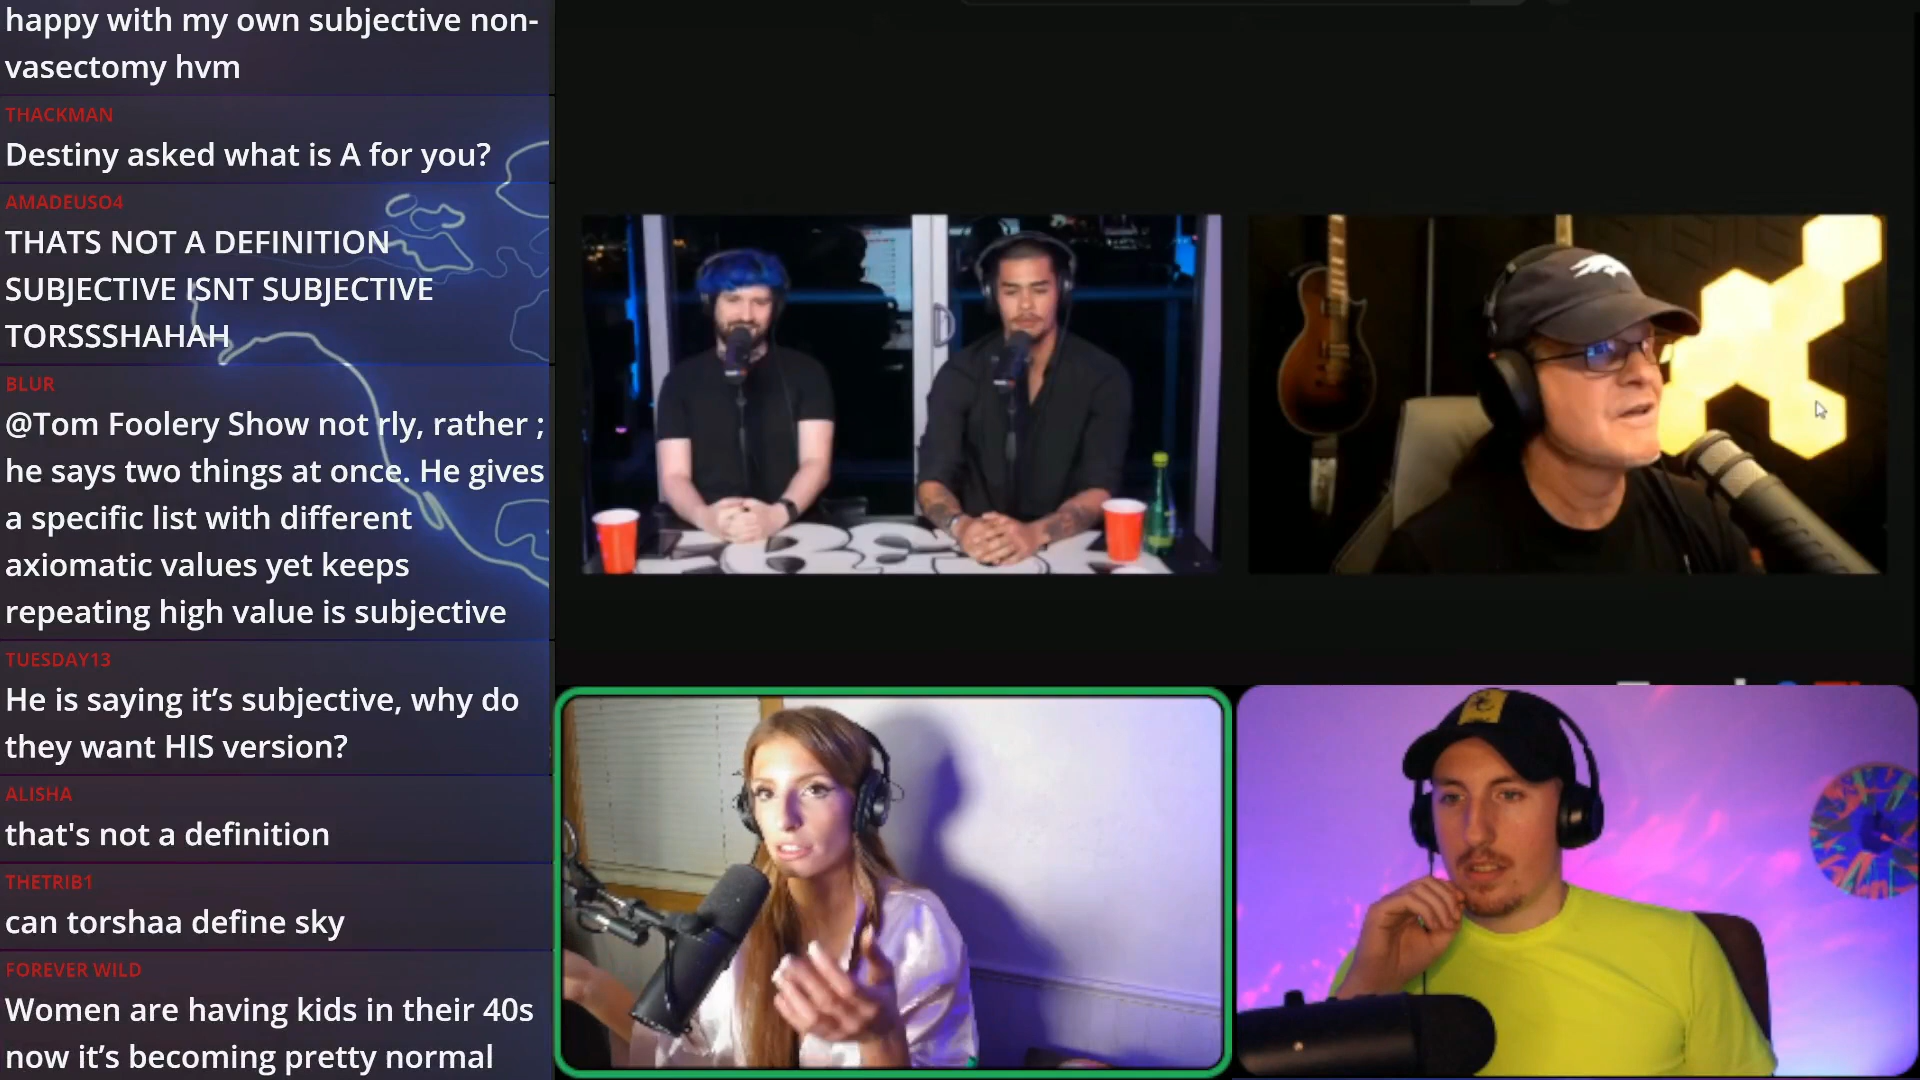 happy with my own subjective non-
vasectomy hvm
THACKMAN
Destiny asked what is A for you?
AMADEUSO4
THATS NOT A DEFINITION
SUBJECTIVE ISNT SUBJECTIVE
TORSSSHAHAH
BLUR
@Tom Foolery Show not rly, rather ;
he says two things at once. He gives
a specific list with different
axiomatic values yet keeps
repeating high value is subjective
TUESDAY13
He is saying it’s subjective, why do
they want HIS version?
ALISHA
that's not a definition
THETRIB1
can torshaa define sky
FOREVER WILD
Women are having kids in their 40s
now it’s becoming pretty normal